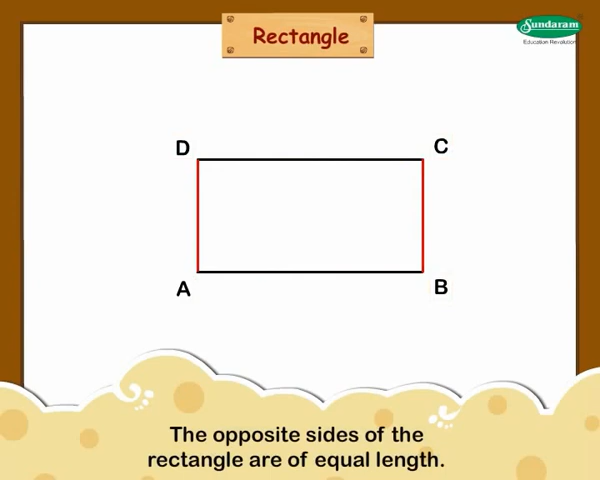 Rectangle
Sundaram
Education Revolution
D
C
A
B
The opposite sides of the
rectangle are of equal length.